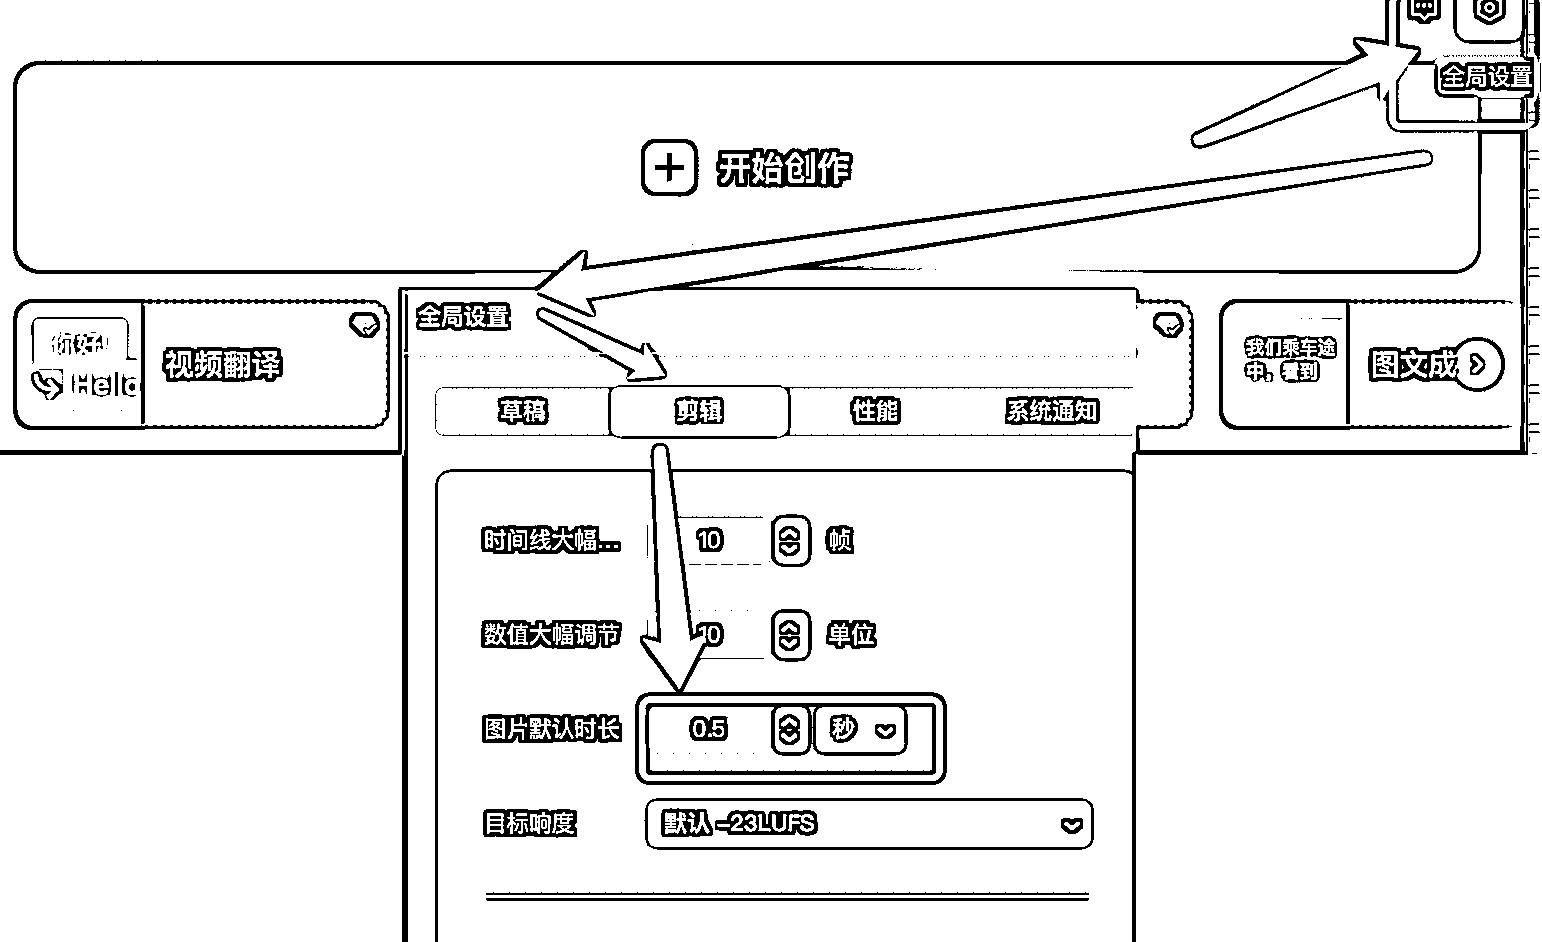 全局设置
开始创作
全局设置
你好!
Hello
视频翻译
我们乘车途
中,看到
图文成
草稿
剪辑
性能
系统通知
时间线大幅...
10
帧
数值大幅调节
10
单位
图片默认时长
0.5
秒
目标响度
默认 -23LUFS